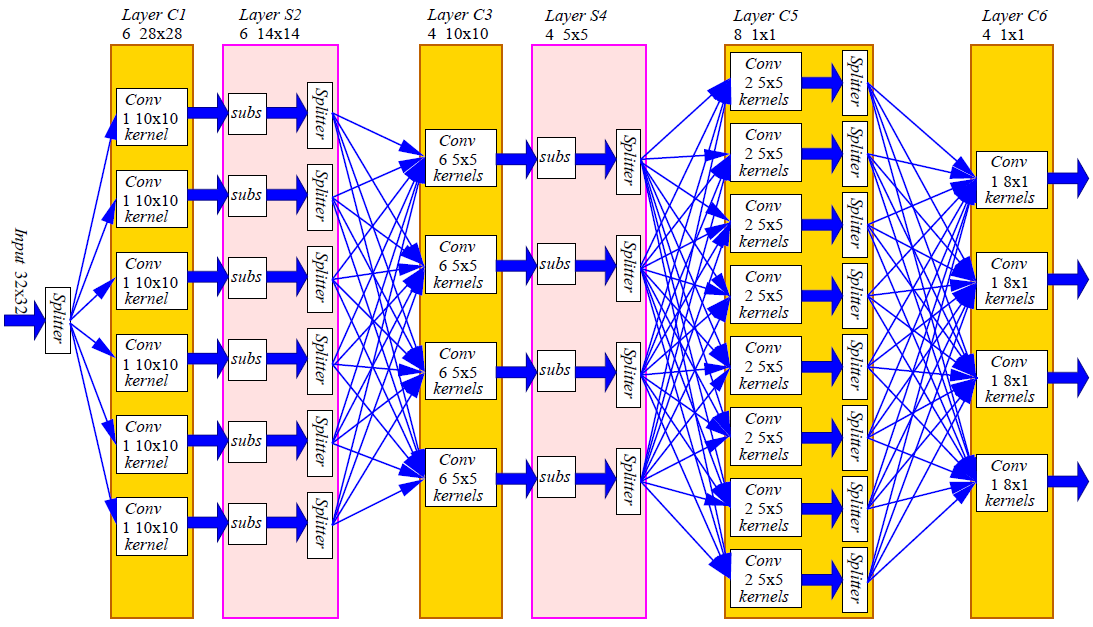 Layer C1
6 28x28
Layer S2
6 14x14
Layer C3
4 10x10
Layer S4
4 5x5
Layer C5
8 1x1
Layer C6
4 1x1
Input 32x32
Splitter
Conv
1 10x10
kernel
Conv
1 10x10
kernel
Conv
1 10x10
kernel
Conv
1 10x10
kernel
Conv
1 10x10
kernel
Conv
1 10x10
kernel
subs
subs
subs
subs
subs
subs
Splitter
Splitter
Splitter
Splitter
Splitter
Splitter
Conv
6 5x5
kernels
Conv
6 5x5
kernels
Conv
6 5x5
kernels
Conv
6 5x5
kernels
subs
subs
subs
subs
Splitter
Splitter
Splitter
Splitter
Conv
2 5x5
kernels
Conv
2 5x5
kernels
Conv
2 5x5
kernels
Conv
2 5x5
kernels
Conv
2 5x5
kernels
Conv
2 5x5
kernels
Conv
2 5x5
kernels
Conv
2 5x5
kernels
Splitter
Splitter
Splitter
Splitter
Splitter
Splitter
Splitter
Splitter
Conv
1 8x1
kernels
Conv
1 8x1
kernels
Conv
1 8x1
kernels
Conv
1 8x1
kernels